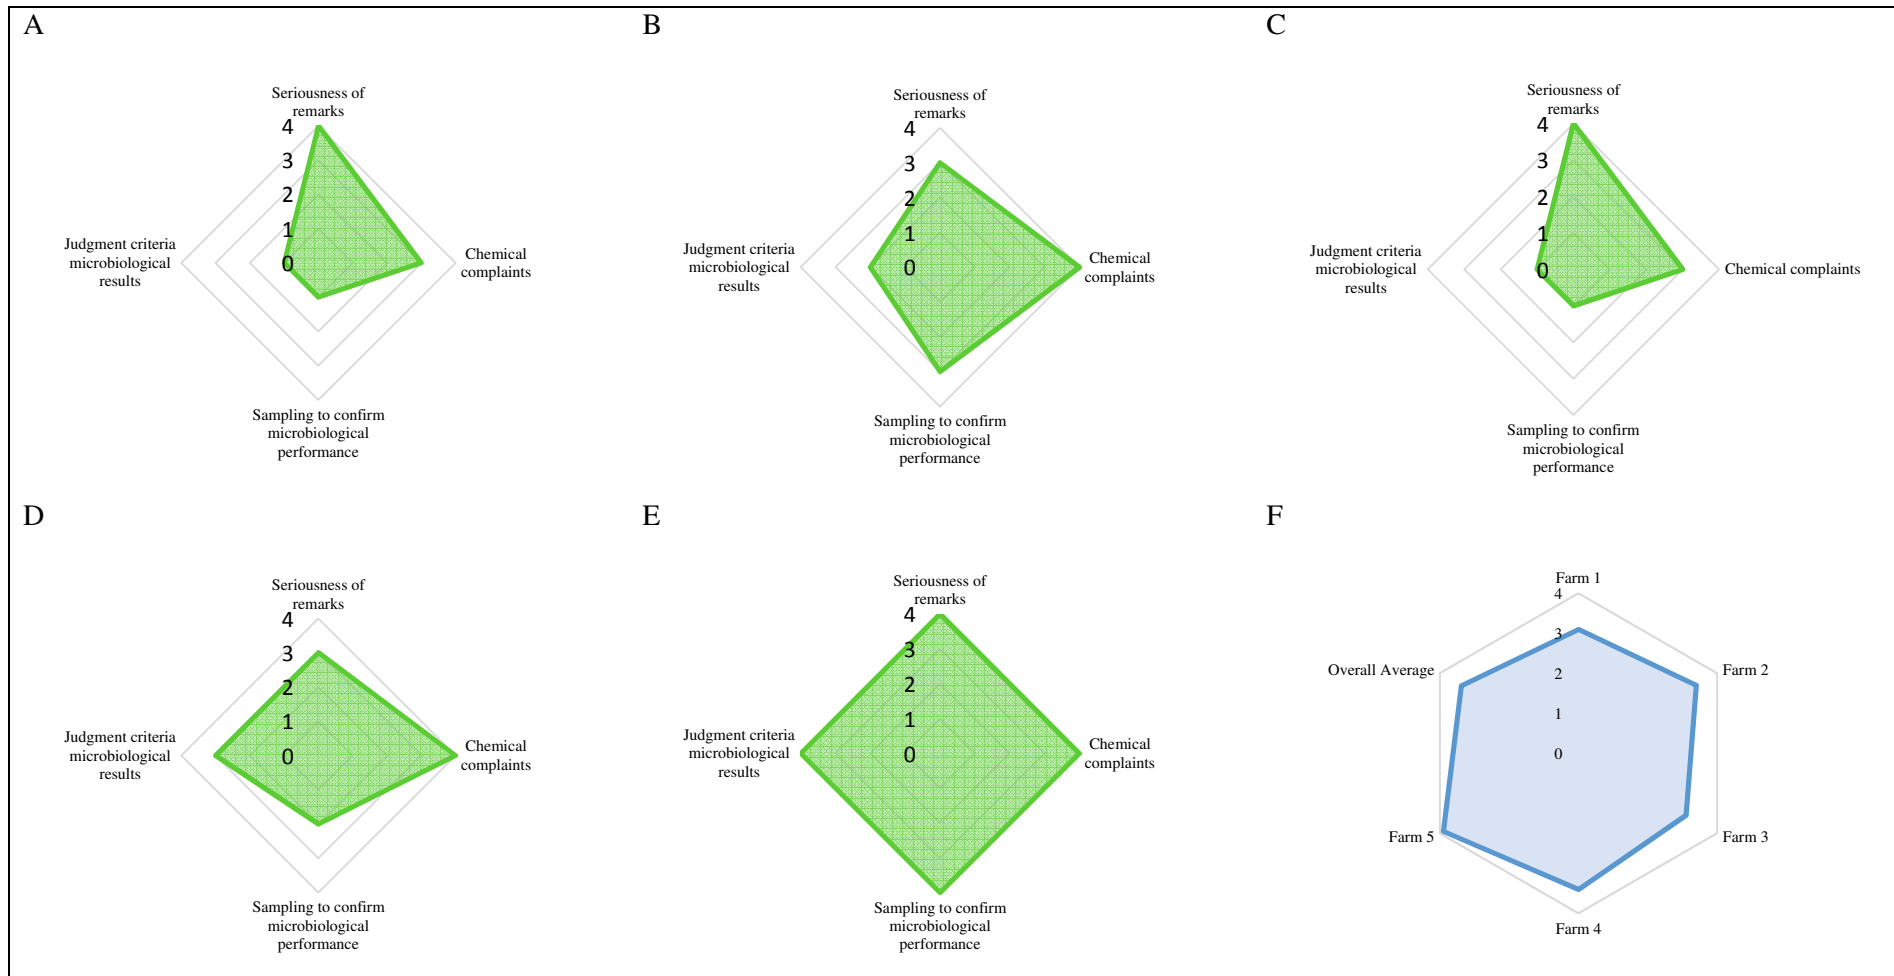 A
Seriousness of
remarks
4
3
2
1
0
Judgment criteria
microbiological
results
Chemical
complaints
Sampling to confirm
microbiological
performance
B
Seriousness of
remarks
4
3
2
1
0
Judgment criteria
microbiological
results
Chemical
complaints
Sampling to confirm
microbiological
performance
C
Seriousness of
remarks
4
3
2
1
0
Judgment criteria
microbiological
results
Chemical complaints
Sampling to confirm
microbiological
performance
D
Seriousness of
remarks
4
3
2
1
0
Judgment criteria
microbiological
results
Chemical
complaints
Sampling to confirm
microbiological
performance
E
Seriousness of
remarks
4
3
2
1
0
Judgment criteria
microbiological
results
Chemical
complaints
Sampling to confirm
microbiological
performance
F
Farm 1
4
3
2
1
0
Overall Average
Farm 2
Farm 5
Farm 3
Farm 4